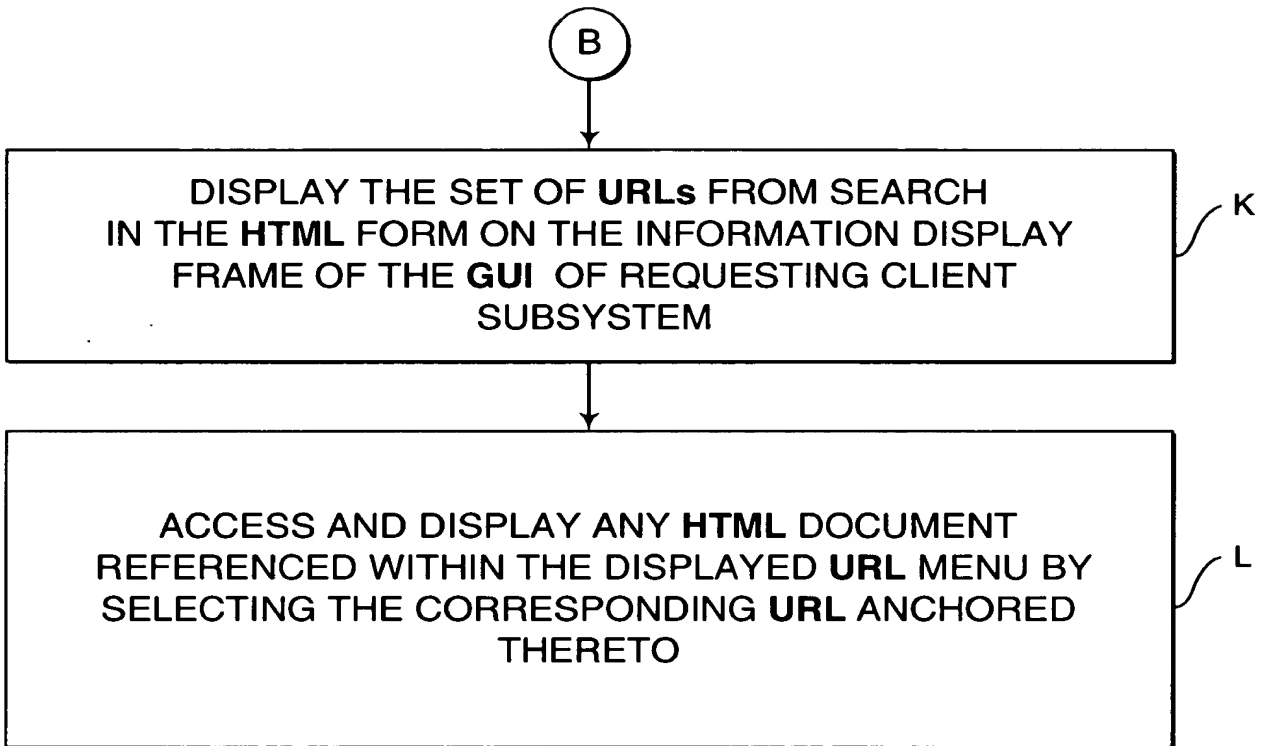 B
DISPLAY THE SET OF URLs FROM SEARCH
IN THE HTML FORM ON THE INFORMATION DISPLAY
FRAME OF THE GUI OF REQUESTING CLIENT
SUBSYSTEM
K
ACCESS AND DISPLAY ANY HTML DOCUMENT
REFERENCED WITHIN THE DISPLAYED URL MENU BY
SELECTING THE CORRESPONDING URL ANCHORED
THERETO
L